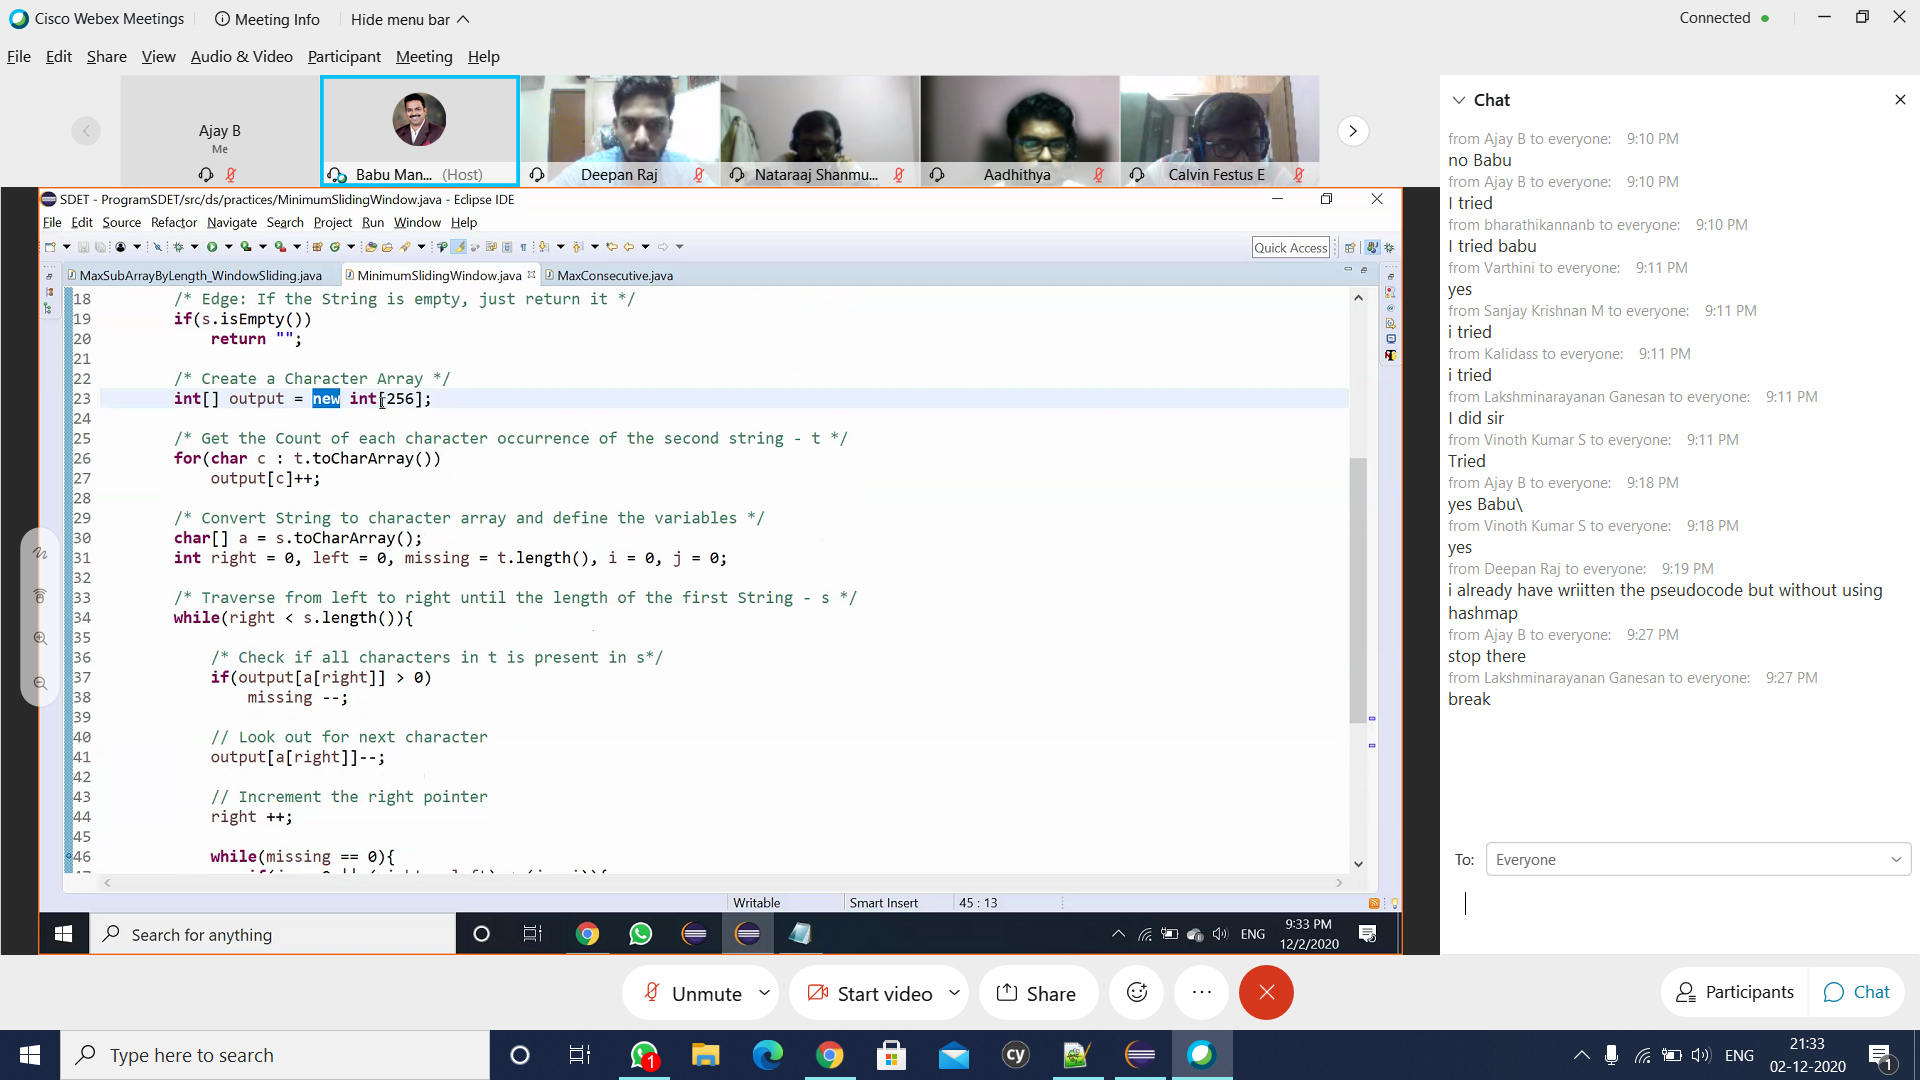 Cisco Webex Meetings
Meeting Info
Hide menu bar
Connected
File Edit Share View Audio & Video Participant Meeting Help
Ajay B
Me
Babu Man... (Host)
Deepan Raj
Nataraaj Shanmu...
Aadhithya
Calvin Festus E
SDET - ProgramSDET/src/ds/practices/MinimumSlidingWindow.java - Eclipse IDE
File Edit Source Refactor Navigate Search Project Run Window Help
Quick Access
MaxSubArrayByLength_WindowSliding.java
MinimumSlidingWindow.java
MaxConsecutive.java
18 /* Edge: If the String is empty, just return it */
19 if(s.isEmpty())
20 return "";
21
22 /* Create a Character Array */
23 int[] output = new int[256];
24
25 /* Get the Count of each character occurrence of the second string - t */
26 for(char c : t.toCharArray())
27 output[c]++;
28
29 /* Convert String to character array and define the variables */
30 char[] a = s.toCharArray();
31 int right = 0, left = 0, missing = t.length(), i = 0, j = 0;
32
33 /* Traverse from left to right until the length of the first String - s */
34 while(right < s.length()){
35
36 /* Check if all characters in t is present in s*/
37 if(output[a[right]] > 0)
38 missing --;
39
40 // Look out for next character
41 output[a[right]]--;
42
43 // Increment the right pointer
44 right ++;
45
46 while(missing == 0){
Writable
Smart Insert
45 : 13
Search for anything
ENG
9:33 PM
12/2/2020
Chat
from Ajay B to everyone: 9:10 PM
no Babu
from Ajay B to everyone: 9:10 PM
I tried
from bharathikannanb to everyone: 9:10 PM
I tried babu
from Varthini to everyone: 9:11 PM
yes
from Sanjay Krishnan M to everyone: 9:11 PM
i tried
from Kalidass to everyone: 9:11 PM
i tried
from Lakshminarayanan Ganesan to everyone: 9:11 PM
I did sir
from Vinoth Kumar S to everyone: 9:11 PM
Tried
from Ajay B to everyone: 9:18 PM
yes Babu\
from Vinoth Kumar S to everyone: 9:18 PM
yes
from Deepan Raj to everyone: 9:19 PM
i already have wriitten the pseudocode but without using
hashmap
from Ajay B to everyone: 9:27 PM
stop there
from Lakshminarayanan Ganesan to everyone: 9:27 PM
break
To: Everyone
Unmute
Start video
Share
Participants
Chat
Type here to search
1
cy
ENG
21:33
02-12-2020
1